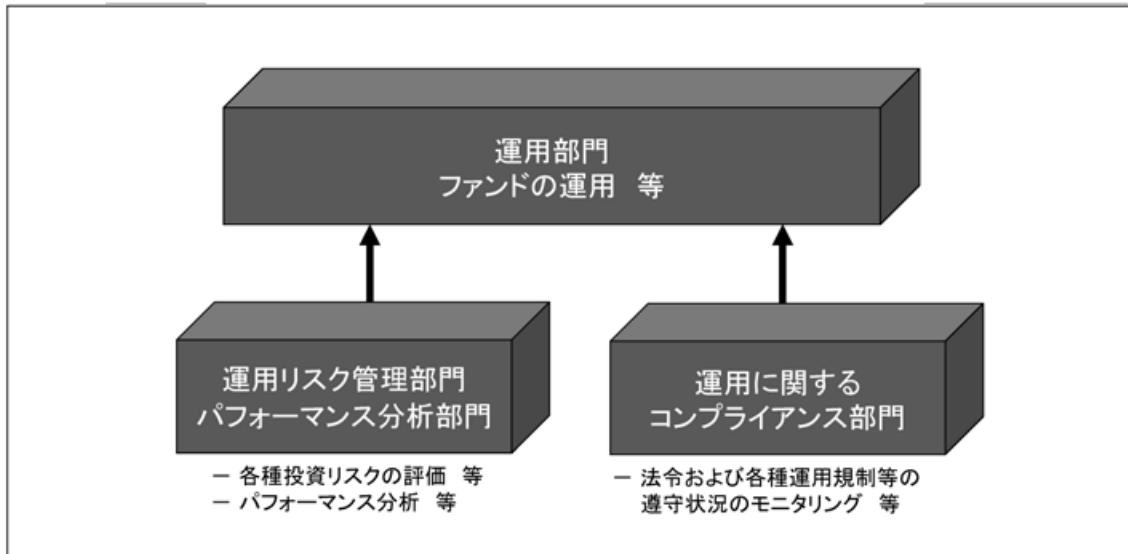 運用部門
ファンドの運用 等
運用リスク管理部門
パフォーマンス分析部門
－ 各種投資リスクの評価 等
－ パフォーマンス分析 等
運用に関する
コンプライアンス部門
－ 法令および各種運用規制等の
遵守状況のモニタリング 等